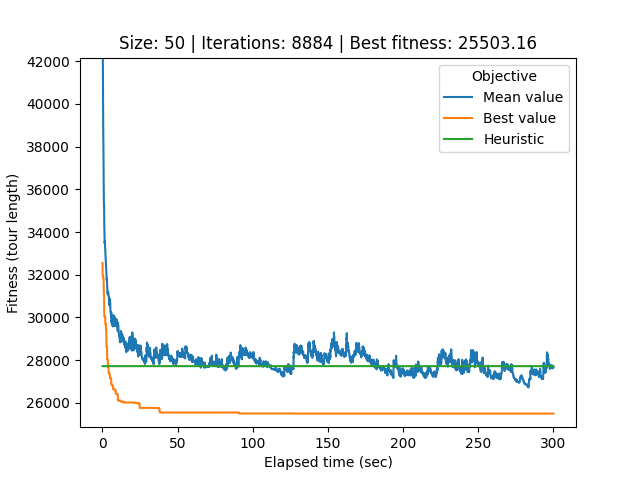 Size: 50 | Iterations: 8884 | Best fitness: 25503.16
Objective
Mean value
Best value
Heuristic
42000
40000
38000
36000
34000
32000
30000
28000
26000
Fitness (tour length)
0 50 100 150 200 250 300
Elapsed time (sec)